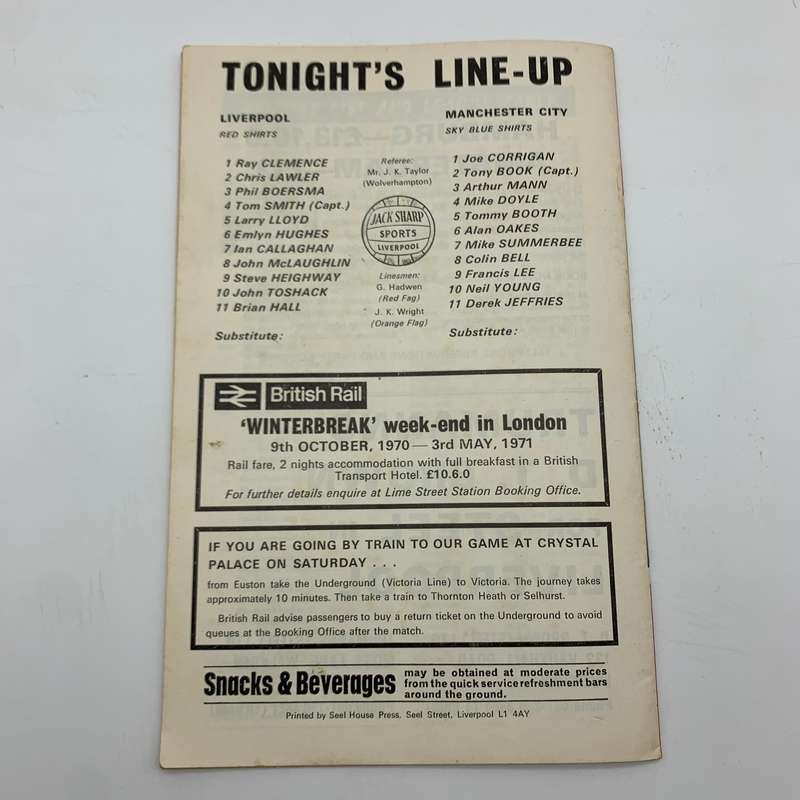 TONIGHT'S LINE-UP
LIVERPOOL
RED SHIRTS
1 Ray CLEMENCE
2 Chris LAWLER
3 Phil BOERSMA
4 Tom SMITH (Capt.)
5 Larry LLOYD
6 Emlyn HUGHES
7 Ian CALLAGHAN
8 John McLAUGHLIN
9 Steve HEIGHWAY
10 John TOSHACK
11 Brian HALL
Substitute:
Referee:
Mr. J. K. Taylor
(Wolverhampton)
JACK SHARP
SPORTS
LIVERPOOL
Linesmen:
G. Hadwen
(Red Fag)
J. K. Wright
(Orange Flag)
MANCHESTER CITY
SKY BLUE SHIRTS
1 Joe CORRIGAN
2 Tony BOOK (Capt.)
3 Arthur MANN
4 Mike DOYLE
5 Tommy BOOTH
6 Alan OAKES
7 Mike SUMMERBEE
8 Colin BELL
9 Francis LEE
10 Neil YOUNG
11 Derek JEFFRIES
Substitute:
British Rail
'WINTERBREAK' week-end in London
9th OCTOBER, 1970 — 3rd MAY, 1971
Rail fare, 2 nights accommodation with full breakfast in a British
Transport Hotel. £10.6.0
For further details enquire at Lime Street Station Booking Office.
IF YOU ARE GOING BY TRAIN TO OUR GAME AT CRYSTAL
PALACE ON SATURDAY . . .
from Euston take the Underground (Victoria Line) to Victoria. The journey takes
approximately 10 minutes. Then take a train to Thornton Heath or Selhurst.
British Rail advise passengers to buy a return ticket on the Underground to avoid
queues at the Booking Office after the match.
Snacks & Beverages
may be obtained at moderate prices
from the quick service refreshment bars
around the ground.
Printed by Seel House Press, Seel Street, Liverpool L1 4AY